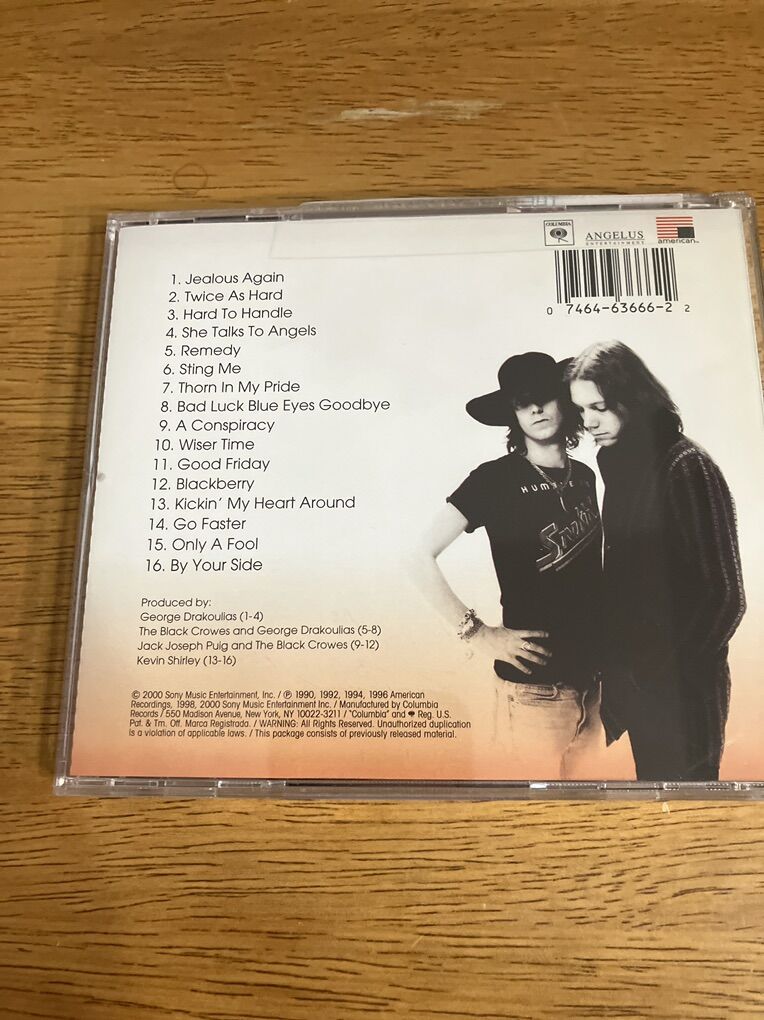 COLUMBIA
ANGELUS
ENTERTAINMENT
american™
0 7464-63666-2 2
1. Jealous Again
2. Twice As Hard
3. Hard To Handle
4. She Talks To Angels
5. Remedy
6. Sting Me
7. Thorn In My Pride
8. Bad Luck Blue Eyes Goodbye
9. A Conspiracy
10. Wiser Time
11. Good Friday
12. Blackberry
13. Kickin' My Heart Around
14. Go Faster
15. Only A Fool
16. By Your Side
Produced by:
George Drakoulias (1-4)
The Black Crowes and George Drakoulias (5-8)
Jack Joseph Puig and The Black Crowes (9-12)
Kevin Shirley (13-16)
© 2000 Sony Music Entertainment, Inc. / ℗ 1990, 1992, 1994, 1996 American
Recordings, 1998, 2000 Sony Music Entertainment Inc. / Manufactured by Columbia
Records / 550 Madison Avenue, New York, NY 10022-3211 / "Columbia" and Reg. U.S.
Pat. & Tm. Off. Marca Registrada. / WARNING: All Rights Reserved. Unauthorized duplication
is a violation of applicable laws. / This package consists of previously released material.